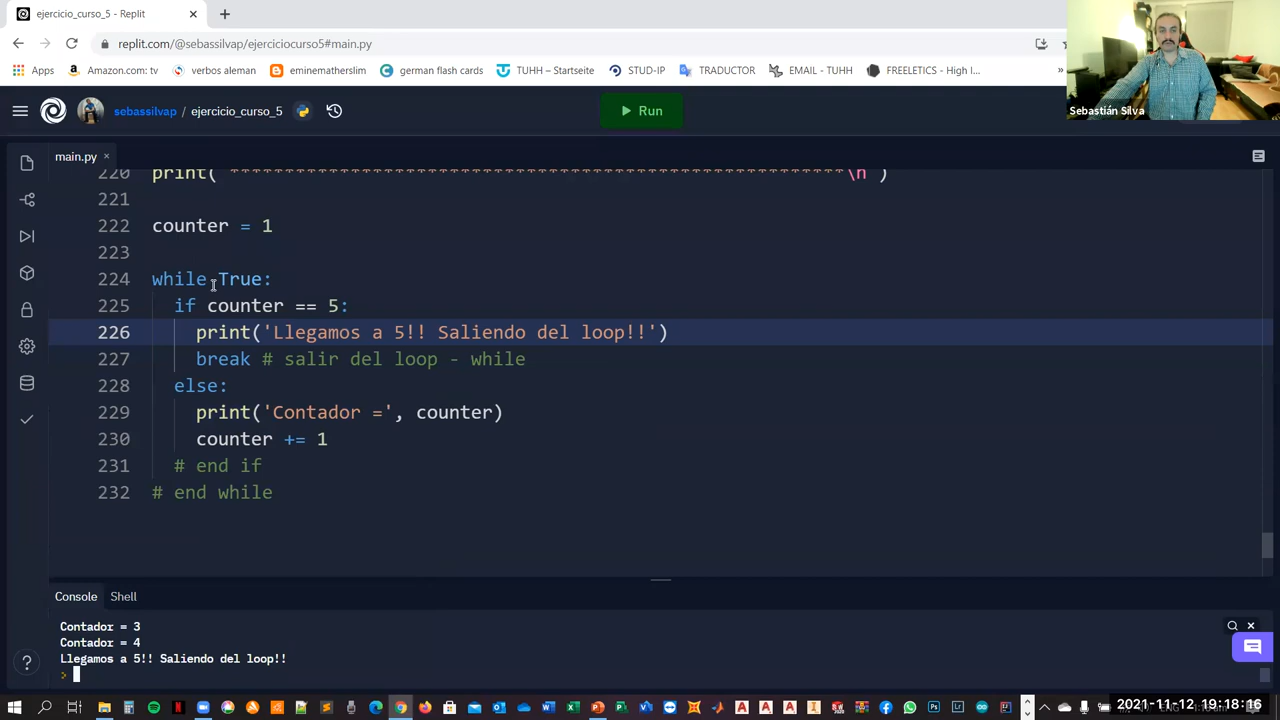 ejercicio_curso_5 - Replit
replit.com/@sebassilvap/ejerciciocurso5#main.py
Apps
Amazon.com: tv
verbos aleman
eminemathslim
german flash cards
TUHH – Startseite
STUD-IP
TRADUCTOR
EMAIL - TUHH
FREELETICS - High I...
»
Sebastián Silva
sebassilvap / ejercicio_curso_5
Run
main.py
220 print( *********************************************************\n )
221
222 counter = 1
223
224 while True:
225 if counter == 5:
226 print('Llegamos a 5!! Saliendo del loop!!')
227 break # salir del loop - while
228 else:
229 print('Contador =', counter)
230 counter += 1
231 # end if
232 # end while
Console
Shell
Contador = 3
Contador = 4
Llegamos a 5!! Saliendo del loop!!
>
2021-11-12 19:18:16